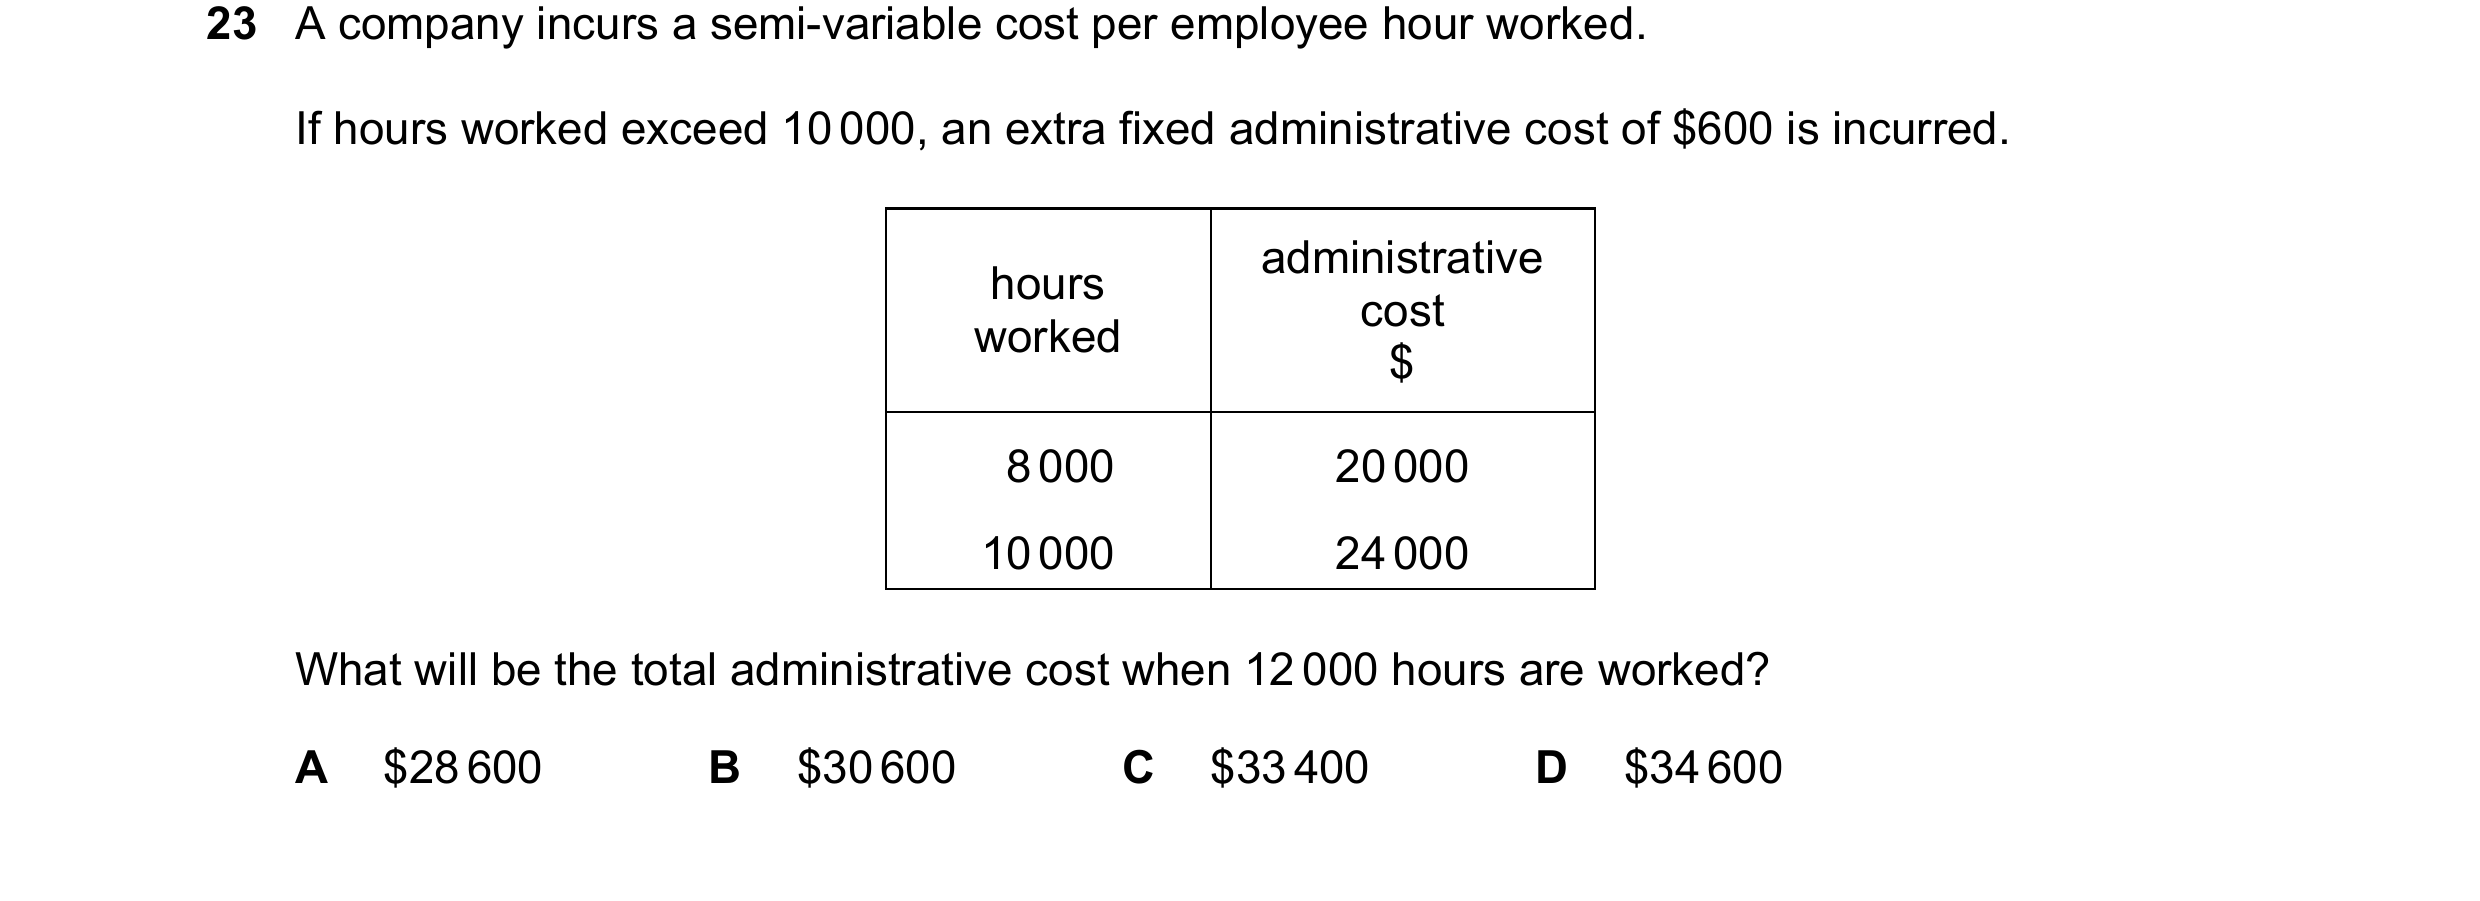 23 A company incurs a semi-variable cost per employee hour worked.
If hours worked exceed 10 000, an extra fixed administrative cost of $600 is incurred.
hours worked
administrative cost $
8 000 20 000
10 000 24 000
What will be the total administrative cost when 12 000 hours are worked?
A $28 600 B $30 600 C $33 400 D $34 600